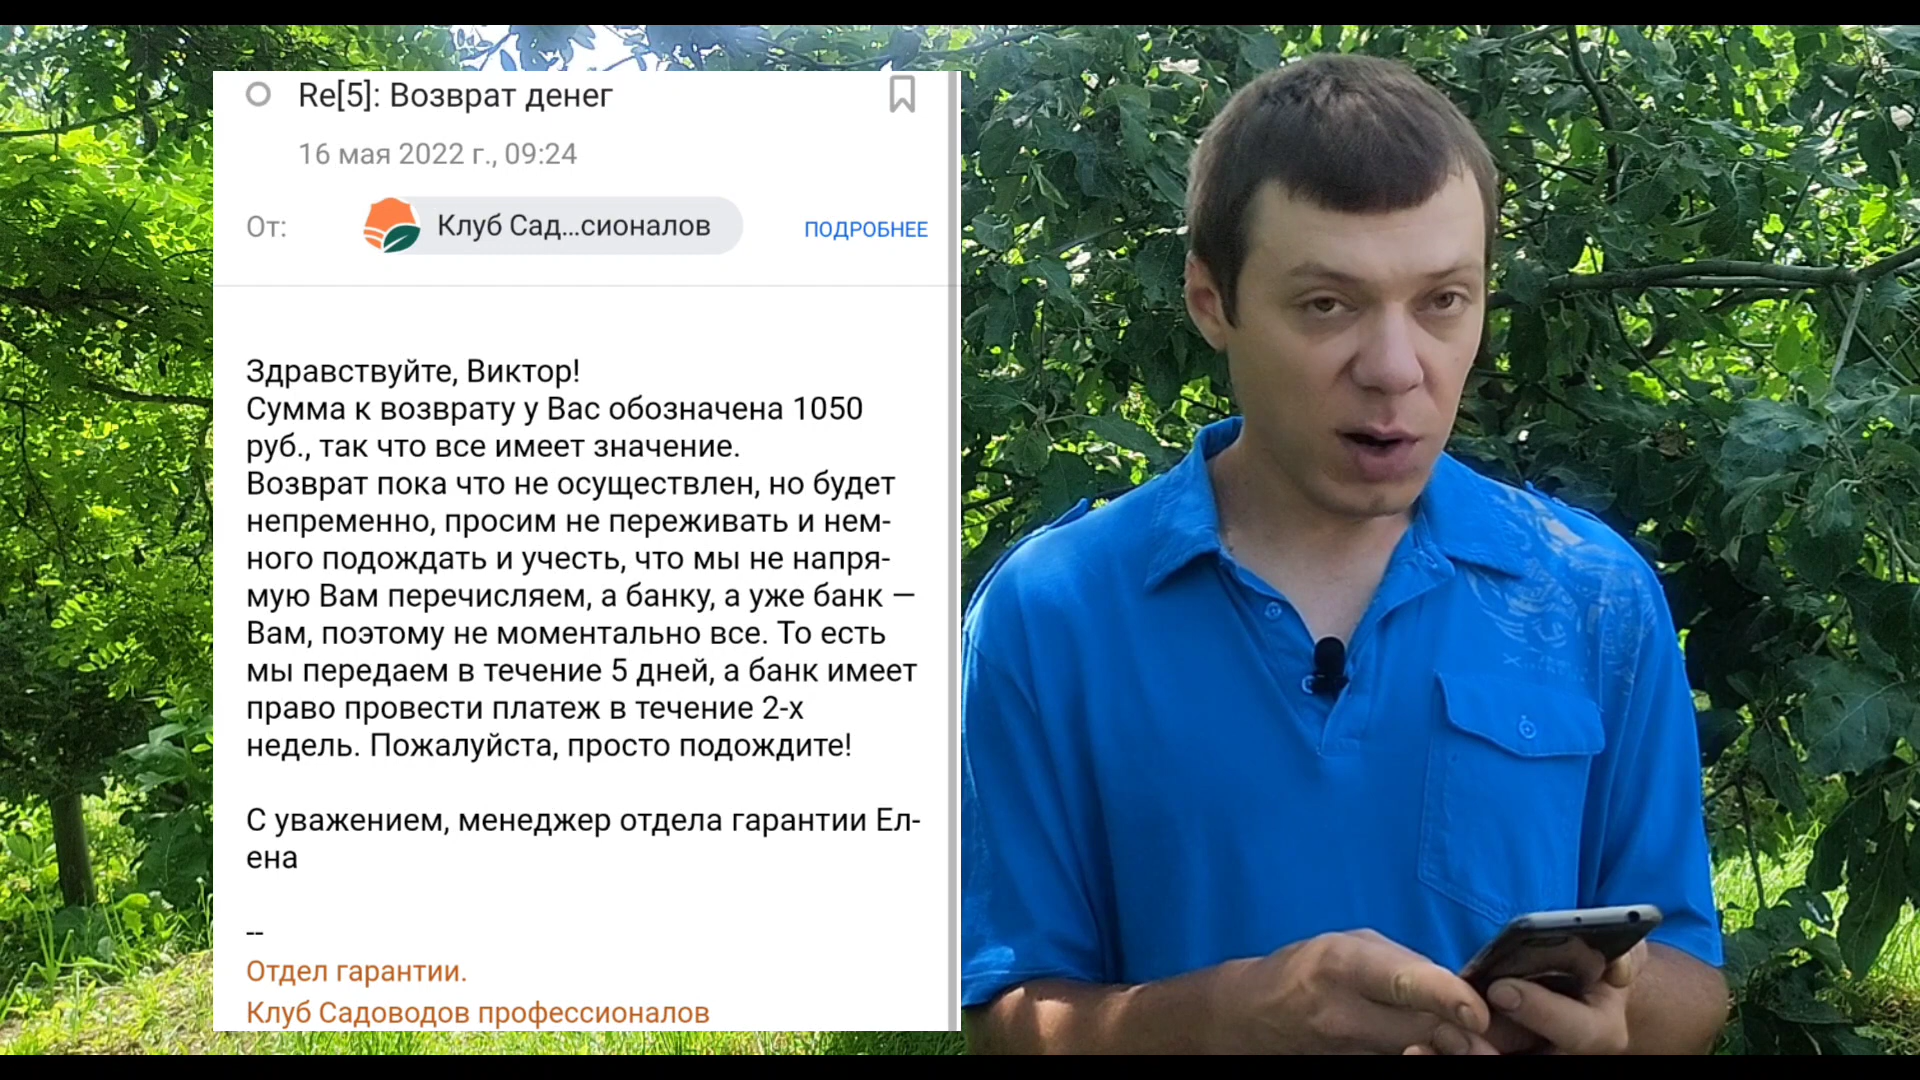 Re[5]: Возврат денег
16 мая 2022 г., 09:24
От:
Клуб Сад...сионалов
ПОДРОБНЕЕ
Здравствуйте, Виктор!
Сумма к возврату у Вас обозначена 1050
руб., так что все имеет значение.
Возврат пока что не осуществлен, но будет
непременно, просим не переживать и нем-
ного подождать и учесть, что мы не напря-
мую Вам перечисляем, а банку, а уже банк —
Вам, поэтому не моментально все. То есть
мы передаем в течение 5 дней, а банк имеет
право провести платеж в течение 2-х
недель. Пожалуйста, просто подождите!
С уважением, менеджер отдела гарантии Ел-
ена
--
Отдел гарантии.
Клуб Садоводов профессионалов